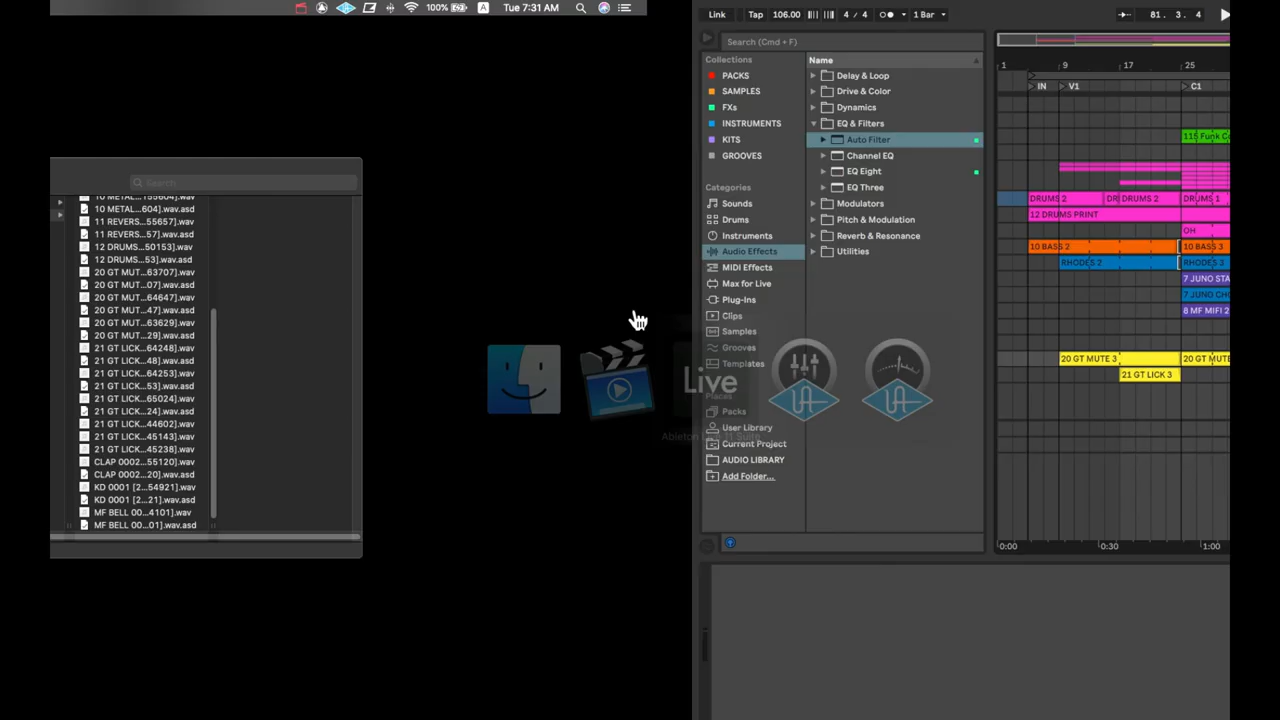 100%
A
Tue 7:31 AM
Search
10 METAL...604].wav.asd
11 REVERS...55657].wav
11 REVERS...57].wav.asd
12 DRUMS...50153].wav
12 DRUMS...53].wav.asd
20 GT MUT...63707].wav
20 GT MUT...07].wav.asd
20 GT MUT...64647].wav
20 GT MUT...47].wav.asd
20 GT MUT...63629].wav
20 GT MUT...29].wav.asd
21 GT LICK...64248].wav
21 GT LICK...48].wav.asd
21 GT LICK...64253].wav
21 GT LICK...53].wav.asd
21 GT LICK...65024].wav
21 GT LICK...24].wav.asd
21 GT LICK...44602].wav
21 GT LICK...45143].wav
21 GT LICK...45238].wav
CLAP 0002...55120].wav
CLAP 0002...20].wav.asd
KD 0001 [2...54921].wav
KD 0001 [2...21].wav.asd
MF BELL 00...4101].wav
MF BELL 00...01].wav.asd
Live
Link
Tap
106.00
4 / 4
1 Bar
81. 3. 4
Search (Cmd + F)
Collections
PACKS
SAMPLES
FXs
INSTRUMENTS
KITS
GROOVES
Categories
Sounds
Drums
Instruments
Audio Effects
MIDI Effects
Max for Live
Plug-Ins
Clips
Samples
Grooves
Templates
Places
Packs
User Library
Current Project
AUDIO LIBRARY
Add Folder...
Name
Delay & Loop
Drive & Color
Dynamics
EQ & Filters
Auto Filter
Channel EQ
EQ Eight
EQ Three
Modulators
Pitch & Modulation
Reverb & Resonance
Utilities
1 9 17 25
IN V1 C1
115 Funk Co
DRUMS 2 DR DRUMS 2 DRUMS 1
12 DRUMS PRINT
OH
10 BASS 2 10 BASS 3
RHODES 2 RHODES 3
7 JUNO STA
7 JUNO CHO
8 MF MIFI 2
20 GT MUTE 3 20 GT MUTE
21 GT LICK 3
0:00 0:30 1:00